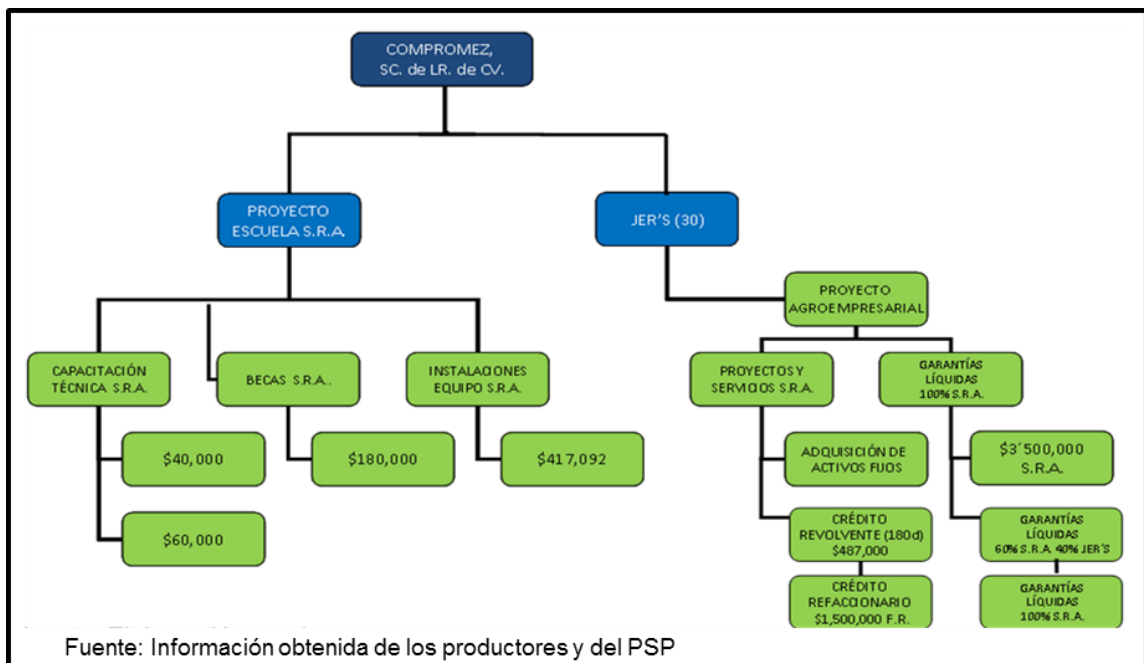 COMPROMEZ,
SC. de LR. de CV.
PROYECTO
ESCUELA S.R.A.
JER'S (30)
PROYECTO
AGROEMPRESARIAL
CAPACITACIÓN
TÉCNICA S.R.A.
BECAS S.R.A..
INSTALACIONES
EQUIPO S.R.A.
PROYECTOS Y
SERVICIOS S.R.A.
GARANTÍAS
LÍQUIDAS
100% S.R.A.
$40,000
$180,000
$417,092
ADQUISICIÓN DE
ACTIVOS FIJOS
$3´500,000
S.R.A.
$60,000
CRÉDITO
REVOLVENTE (180d)
$487,000
GARANTÍAS
LÍQUIDAS
60% S.R.A. 40% JER´S
CRÉDITO
REFACCIONARIO
$1,500,000 F.R.
GARANTÍAS
LÍQUIDAS
100% S.R.A.
Fuente: Información obtenida de los productores y del PSP